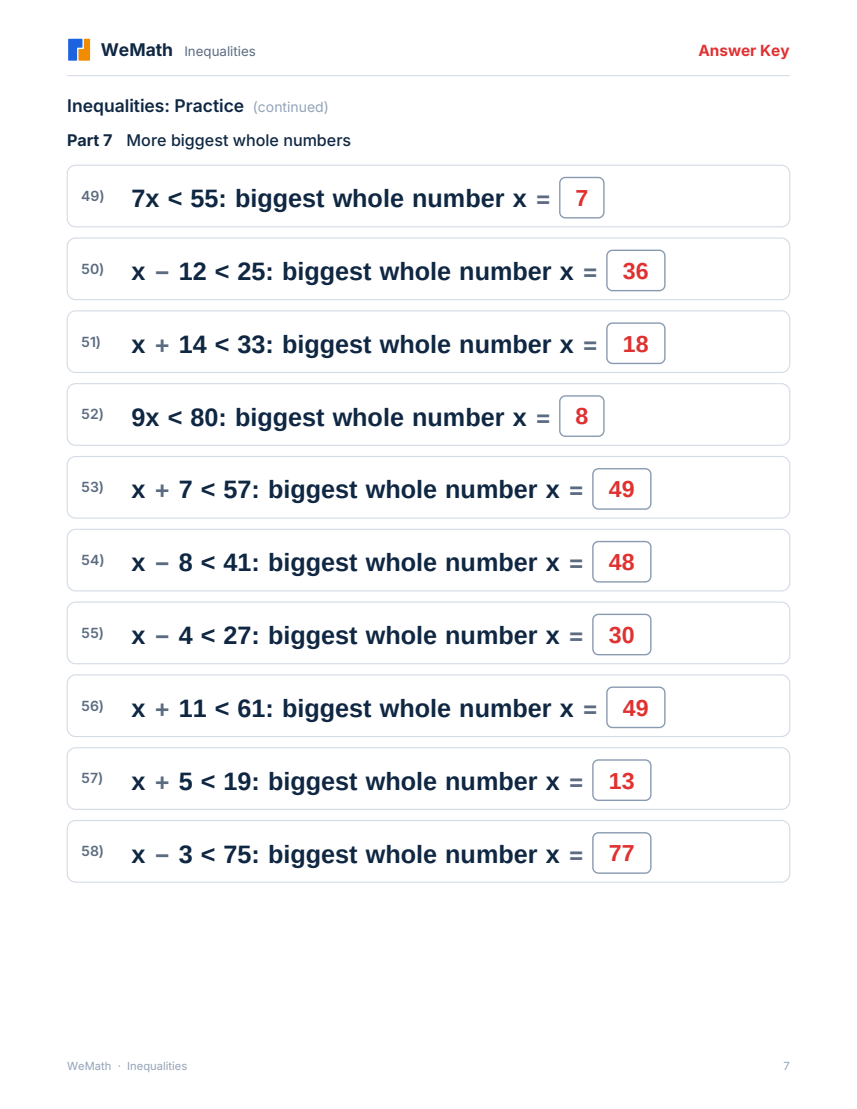 WeMath Inequalities Answer Key
Inequalities: Practice (continued)
Part 7 More biggest whole numbers
49) 7x < 55: biggest whole number x = 7
50) x − 12 < 25: biggest whole number x = 36
51) x + 14 < 33: biggest whole number x = 18
52) 9x < 80: biggest whole number x = 8
53) x + 7 < 57: biggest whole number x = 49
54) x − 8 < 41: biggest whole number x = 48
55) x − 4 < 27: biggest whole number x = 30
56) x + 11 < 61: biggest whole number x = 49
57) x + 5 < 19: biggest whole number x = 13
58) x − 3 < 75: biggest whole number x = 77
WeMath · Inequalities 7